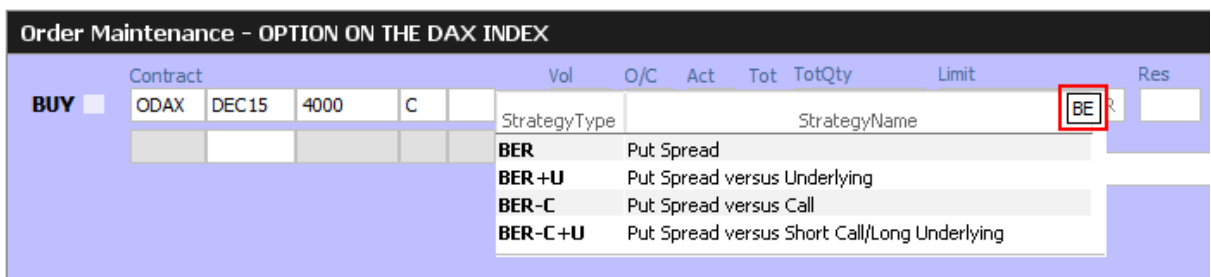 Order Maintenance - OPTION ON THE DAX INDEX
Contract Vol O/C Act Tot TotQty Limit Res
BUY ODAX DEC15 4000 C BE R
StrategyType StrategyName
BER Put Spread
BER+U Put Spread versus Underlying
BER-C Put Spread versus Call
BER-C+U Put Spread versus Short Call/Long Underlying